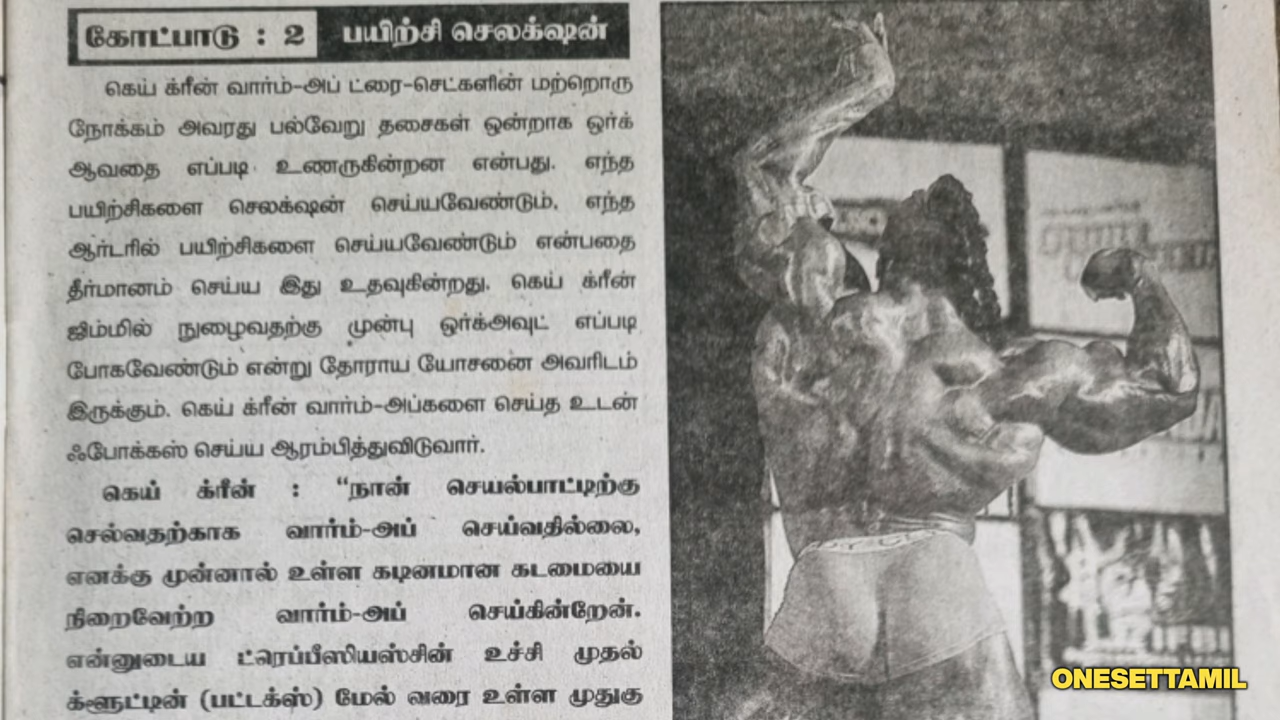 கோட்பாடு : 2 பயிற்சி செலக்ஷன்
கெய் க்ரீன் வார்ம்-அப் ட்ரை-செட்களின் மற்றொரு
நோக்கம் அவரது பல்வேறு தசைகள் ஒன்றாக ஒர்க்
ஆவதை எப்படி உணருகின்றன என்பது. எந்த
பயிற்சிகளை செலக்ஷன் செய்யவேண்டும், எந்த
ஆர்டரில் பயிற்சிகளை செய்யவேண்டும் என்பதை
தீர்மானம் செய்ய இது உதவுகின்றது. கெய் க்ரீன்
ஜிம்மில் நுழைவதற்கு முன்பு ஒர்க்அவுட் எப்படி
போகவேண்டும் என்று தோராய யோசனை அவரிடம்
இருக்கும். கெய் க்ரீன் வார்ம்-அப்களை செய்த உடன்
ஃபோக்கஸ் செய்ய ஆரம்பித்துவிடுவார்.
கெய் க்ரீன் : “நான் செயல்பாட்டிற்கு
செல்வதற்காக வார்ம்-அப் செய்வதில்லை,
எனக்கு முன்னால் உள்ள கடினமான கடமையை
நிறைவேற்ற வார்ம்-அப் செய்கின்றேன்.
என்னுடைய ட்ரெப்பீஸியஸ்சின் உச்சி முதல்
க்ளூட்டின் (பட்டக்ஸ்) மேல் வரை உள்ள முதுகு
ONESETTAMIL